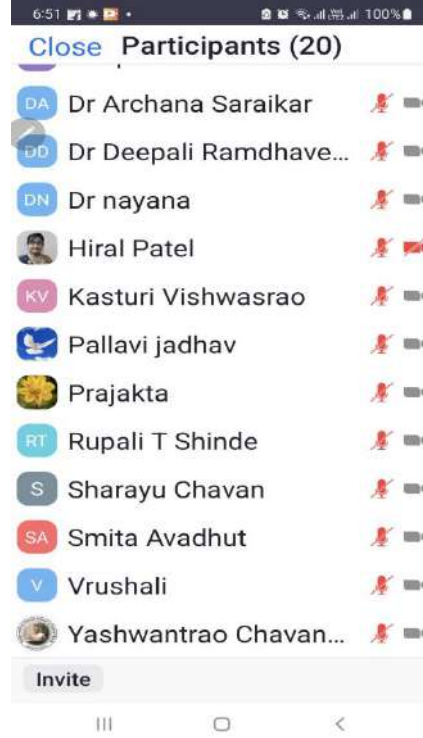 6:51 100%
Close Participants (20)
DA Dr Archana Saraikar
DD Dr Deepali Ramdhave...
DN Dr nayana
Hiral Patel
KV Kasturi Vishwasrao
Pallavi jadhav
Prajakta
RT Rupali T Shinde
S Sharayu Chavan
SA Smita Avadhut
V Vrushali
Yashwantrao Chavan...
Invite